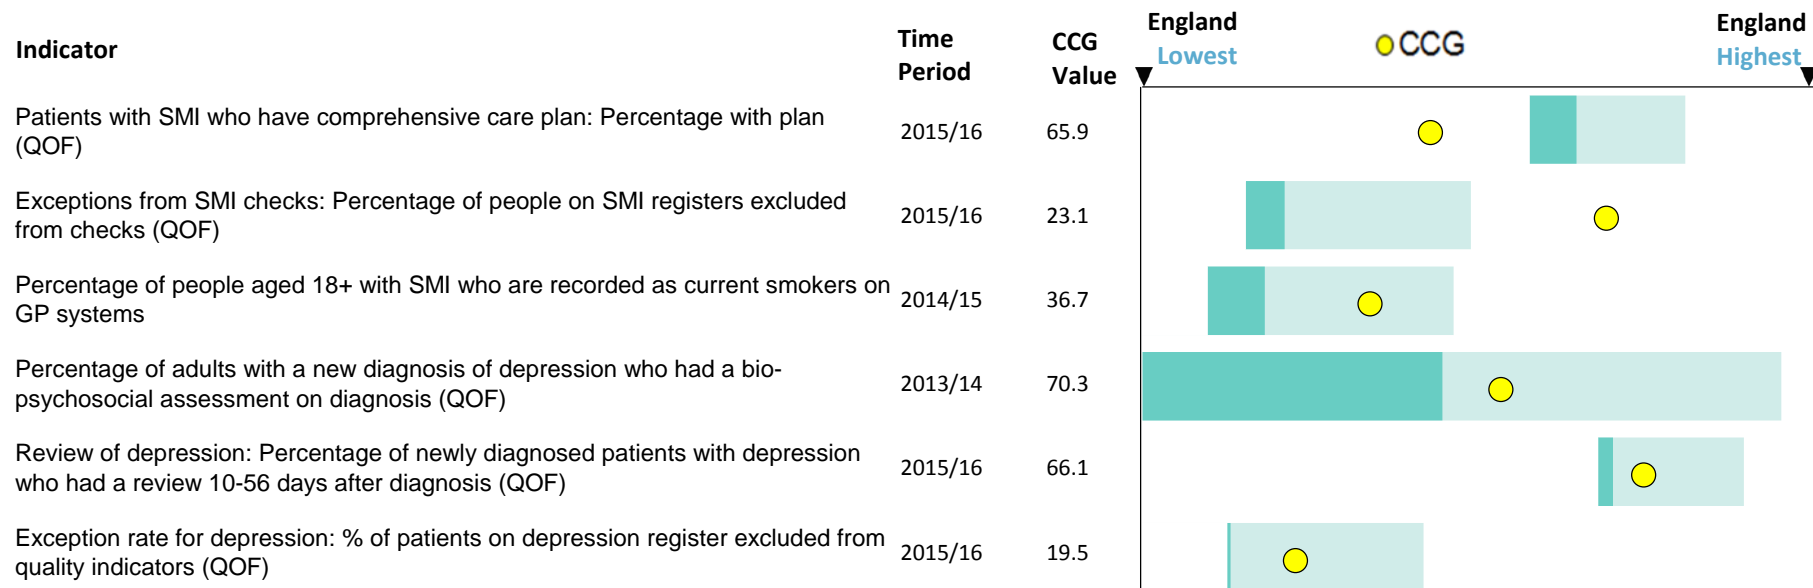 Indicator
Time
Period
CCG
Value
England
Lowest
CCG
England
Highest
Patients with SMI who have comprehensive care plan: Percentage with plan
(QOF)
2015/16
65.9
Exceptions from SMI checks: Percentage of people on SMI registers excluded
from checks (QOF)
2015/16
23.1
Percentage of people aged 18+ with SMI who are recorded as current smokers on
GP systems
2014/15
36.7
Percentage of adults with a new diagnosis of depression who had a bio-
psychosocial assessment on diagnosis (QOF)
2013/14
70.3
Review of depression: Percentage of newly diagnosed patients with depression
who had a review 10-56 days after diagnosis (QOF)
2015/16
66.1
Exception rate for depression: % of patients on depression register excluded from
quality indicators (QOF)
2015/16
19.5